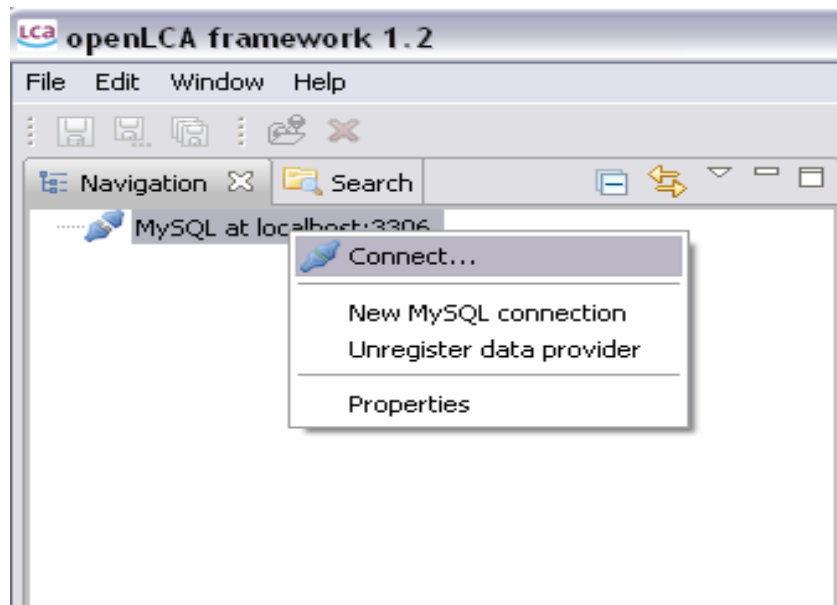 LCa openLCA framework 1.2
File Edit Window Help
Navigation Search
MySQL at localhost:3306
Connect...
New MySQL connection
Unregister data provider
Properties